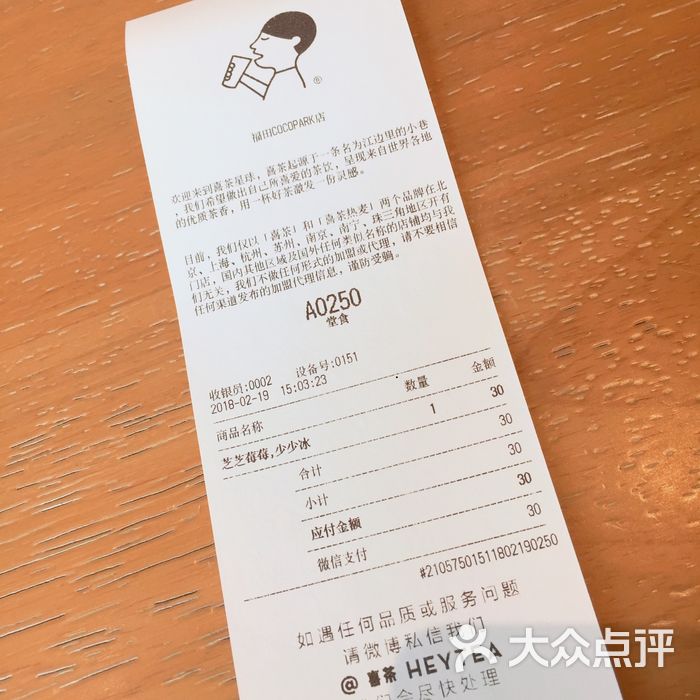 ®
福田COCOPARK店
欢迎来到喜茶星球，喜茶起源于一条名为江边里的小巷
、我们希望做出自己所喜爱的茶饮，呈现来自世界各地
的优质茶香，用一杯好茶激发一份灵感。
目前，我们仅以「喜茶」和「喜茶热麦」两个品牌在北
京、上海、杭州、苏州、南京、南宁、珠三角地区开有
门店，国内其他区域及国外任何类似名称的店铺均与我
们无关，我们不做任何形式的加盟或代理，请不要相信
任何渠道发布的加盟代理信息，谨防受骗。
A0250
堂食
收银员:0002 设备号:0151
2018-02-19 15:03:23
商品名称 数量 金额
芝芝莓莓,少少冰 1 30
合计 30
小计 30
应付金额 30
微信支付 30
#21057501511802190250
如遇任何品质或服务问题
请微博私信我们
@ 喜茶 HEYTEA
们会尽快处理
大众点评